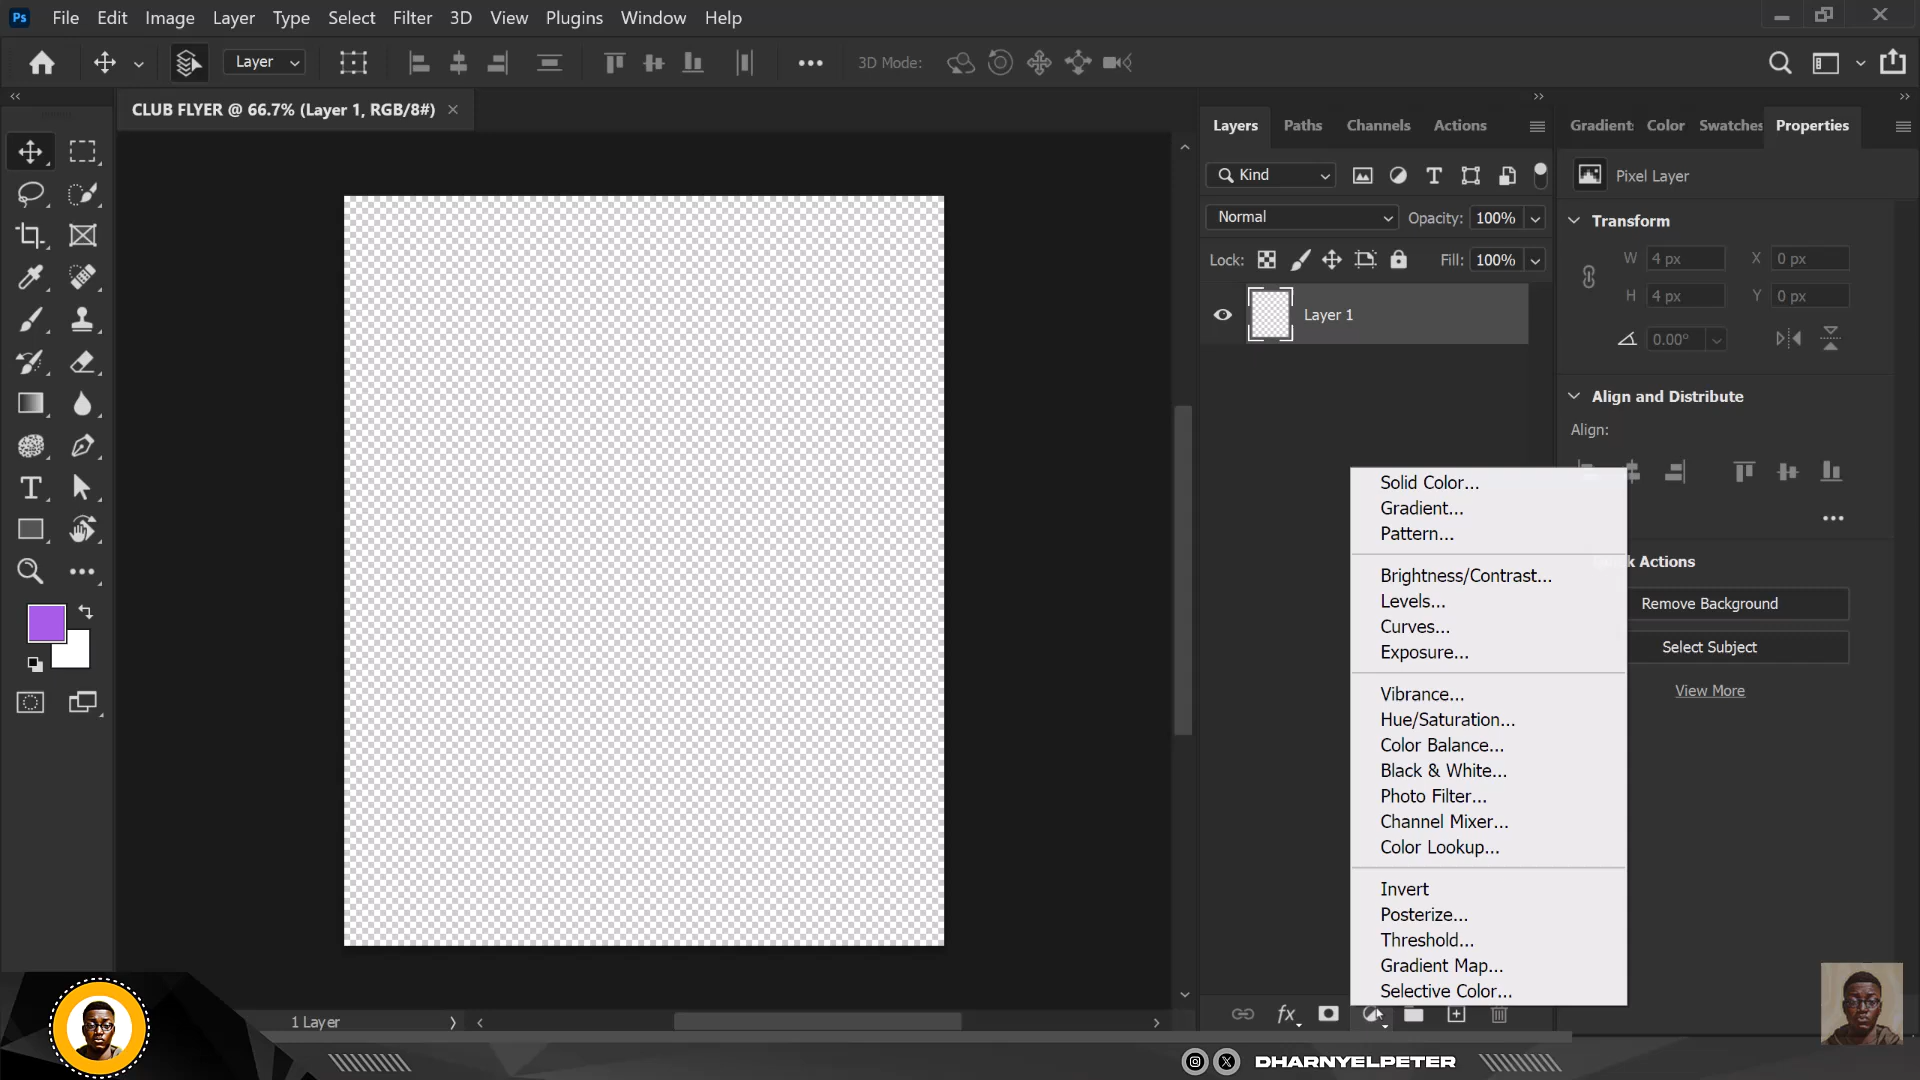 Ps File Edit Image Layer Type Select Filter 3D View Plugins Window Help
Layer 3D Mode:
CLUB FLYER @ 66.7% (Layer 1, RGB/8#)
Layers Paths Channels Actions
Kind
Normal Opacity: 100%
Lock: Fill: 100%
Layer 1
Solid Color...
Gradient...
Pattern...
Brightness/Contrast...
Levels...
Curves...
Exposure...
Vibrance...
Hue/Saturation...
Color Balance...
Black & White...
Photo Filter...
Channel Mixer...
Color Lookup...
Invert
Posterize...
Threshold...
Gradient Map...
Selective Color...
fx
Color Swatches Properties
Pixel Layer
Transform
W 4 px X 0 px
H 4 px Y 0 px
0.00°
Align and Distribute
Align:
Actions
Remove Background
Select Subject
View More
1 Layer
DHARNYELPETER